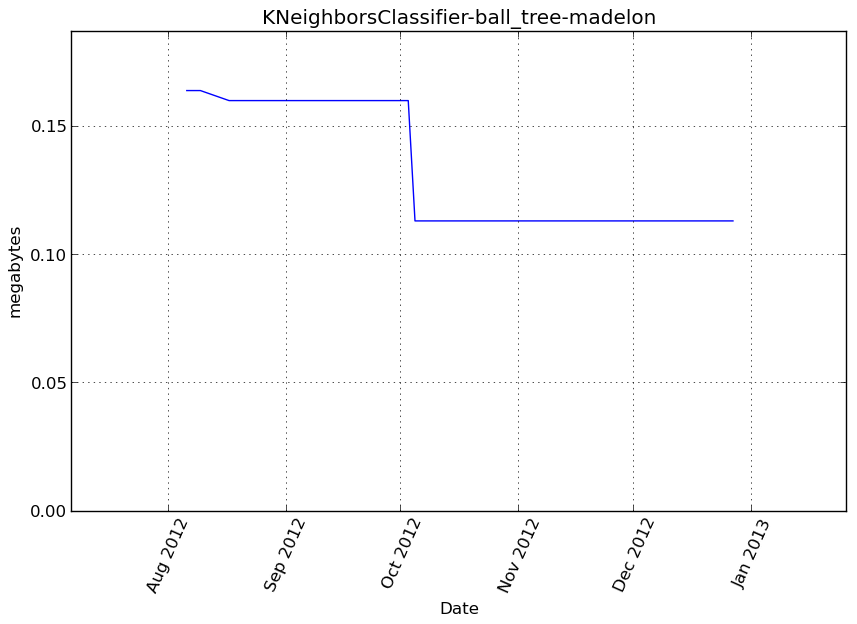 KNeighborsClassifier-ball_tree-madelon
megabytes
0.15
0.10
0.05
0.00
Aug 2012
Sep 2012
Oct 2012
Nov 2012
Dec 2012
Jan 2013
Date